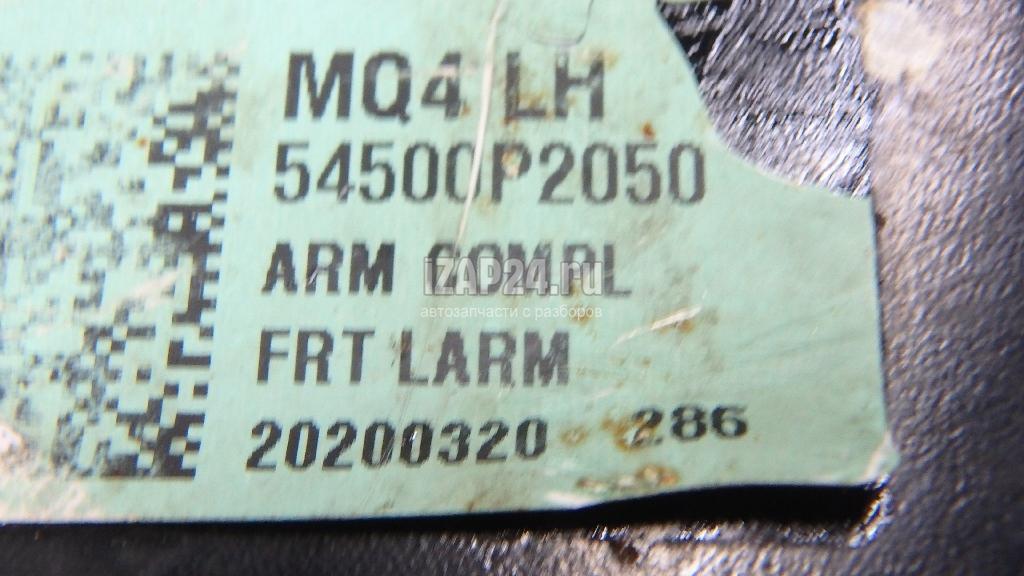 MQ4 LH
54500P2050
ARM COMPL
IZAP24.ru
автозапчасти с разборов
FRT LARM
20200320 286